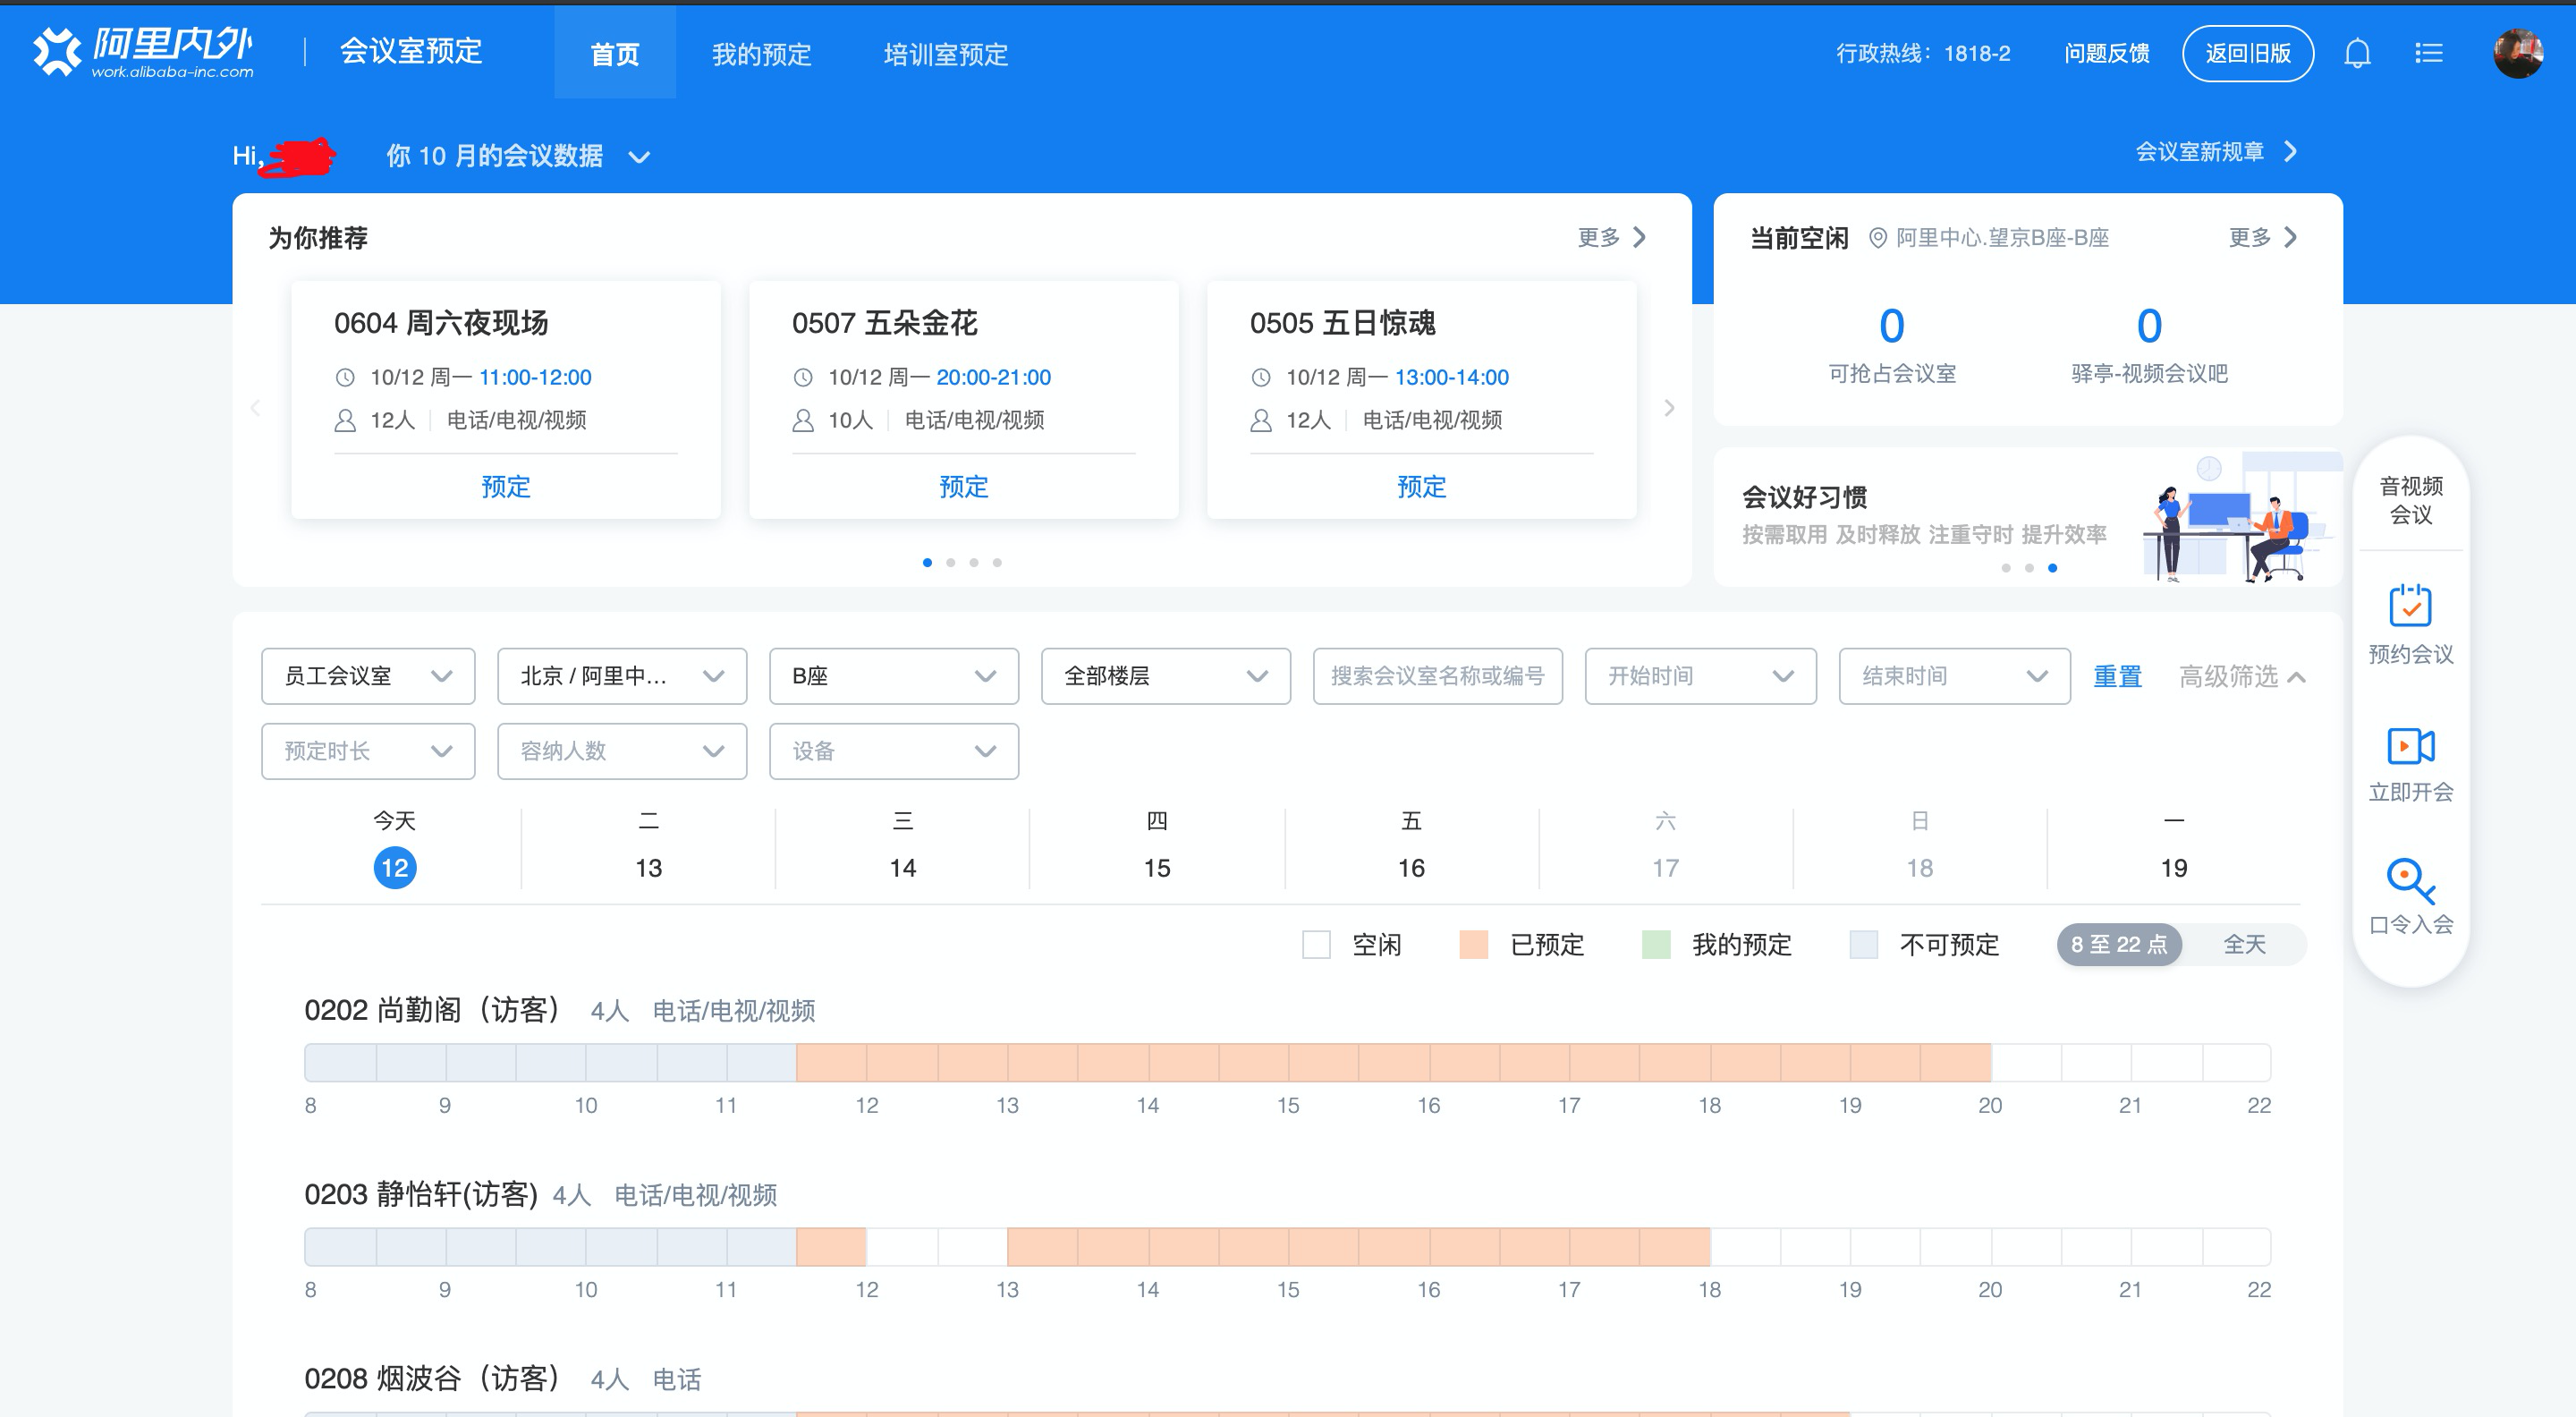 阿里内外
work.alibaba-inc.com
会议室预定
首页
我的预定
培训室预定
行政热线：1818-2
问题反馈
返回旧版
Hi,
你 10 月的会议数据
会议室新规章
为你推荐
更多
0604 周六夜现场
10/12 周一 11:00-12:00
12人
电话/电视/视频
预定
0507 五朵金花
10/12 周一 20:00-21:00
10人
电话/电视/视频
预定
0505 五日惊魂
10/12 周一 13:00-14:00
12人
电话/电视/视频
预定
当前空闲
阿里中心.望京B座-B座
更多
0
可抢占会议室
0
驿亭-视频会议吧
会议好习惯
按需取用 及时释放 注重守时 提升效率
音视频
会议
预约会议
立即开会
口令入会
员工会议室
北京 / 阿里中...
B座
全部楼层
搜索会议室名称或编号
开始时间
结束时间
重置
高级筛选
预定时长
容纳人数
设备
今天
12
二
13
三
14
四
15
五
16
六
17
日
18
一
19
空闲
已预定
我的预定
不可预定
8 至 22 点
全天
0202 尚勤阁（访客） 4人 电话/电视/视频
8 9 10 11 12 13 14 15 16 17 18 19 20 21 22
0203 静怡轩(访客) 4人 电话/电视/视频
8 9 10 11 12 13 14 15 16 17 18 19 20 21 22
0208 烟波谷（访客） 4人 电话